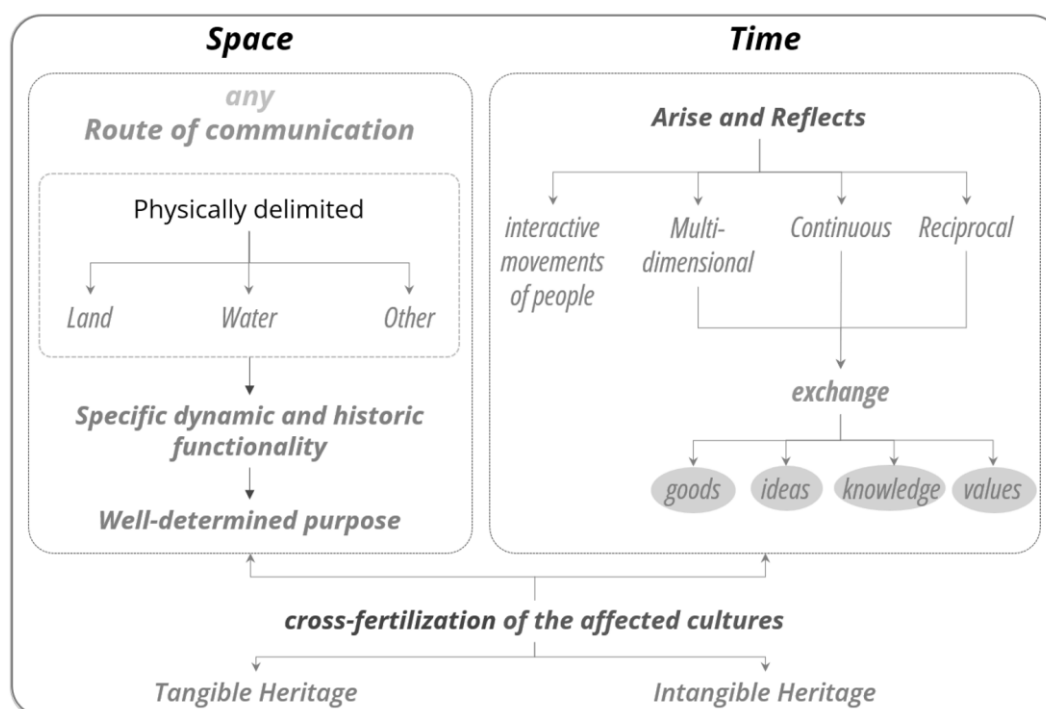 Space
any
Route of communication
Physically delimited
Land
Water
Other
Specific dynamic and historic
functionality
Well-determined purpose
Time
Arise and Reflects
interactive
movements
of people
Multi-
dimensional
Continuous
Reciprocal
exchange
goods
ideas
knowledge
values
cross-fertilization of the affected cultures
Tangible Heritage
Intangible Heritage